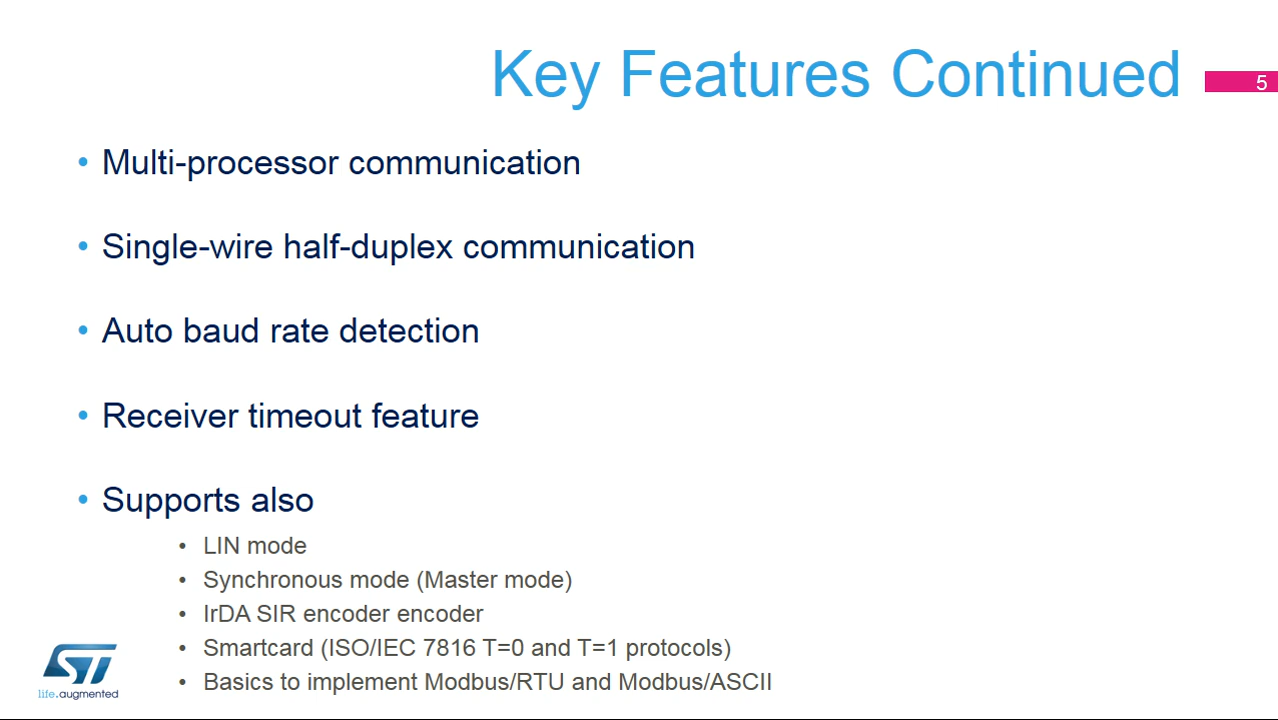 Key Features Continued
5
• Multi-processor communication
• Single-wire half-duplex communication
• Auto baud rate detection
• Receiver timeout feature
• Supports also
• LIN mode
• Synchronous mode (Master mode)
• IrDA SIR encoder encoder
• Smartcard (ISO/IEC 7816 T=0 and T=1 protocols)
• Basics to implement Modbus/RTU and Modbus/ASCII
ST
life.augmented